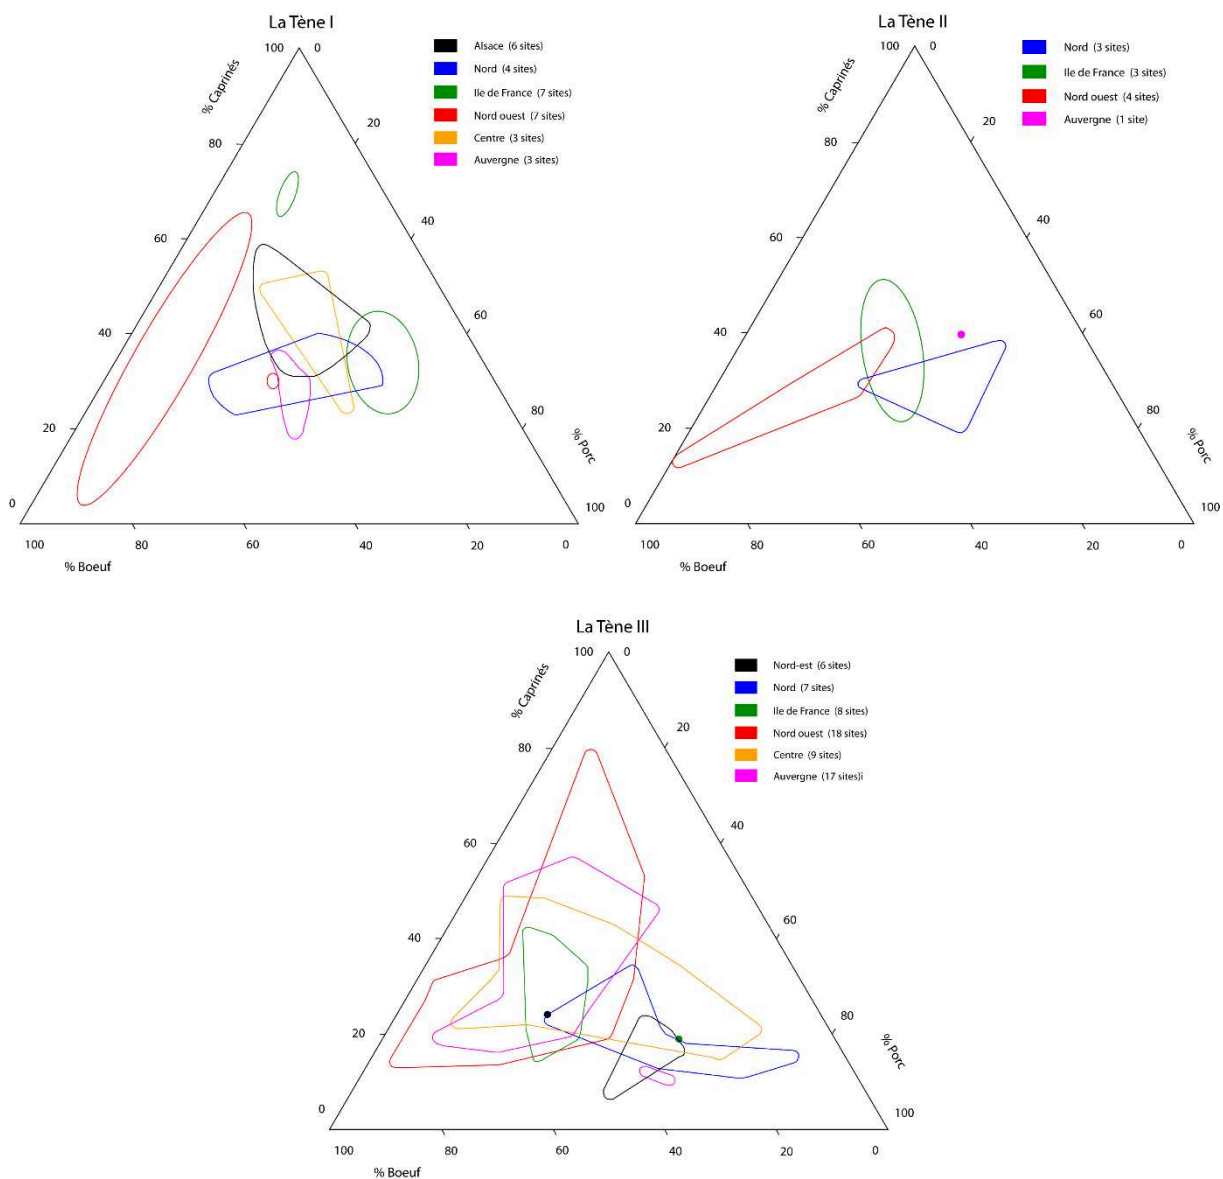 La Tène I
100
0
% Caprinés
80
60
40
20
0
20
40
60
80
% Porc
100
100
80
60
40
20
0
% Boeuf
Alsace (6 sites)
Nord (4 sites)
Ile de France (7 sites)
Nord ouest (7 sites)
Centre (3 sites)
Auvergne (3 sites)
La Tène II
100
0
% Caprinés
80
60
40
20
0
20
40
60
80
% Porc
100
100
80
60
40
20
0
% Boeuf
Nord (3 sites)
Ile de France (3 sites)
Nord ouest (4 sites)
Auvergne (1 site)
La Tène III
100
0
% Caprinés
80
60
40
20
0
20
40
60
80
% Porc
100
100
80
60
40
20
0
% Boeuf
Nord-est (6 sites)
Nord (7 sites)
Ile de France (8 sites)
Nord ouest (18 sites)
Centre (9 sites)
Auvergne (17 sites)i